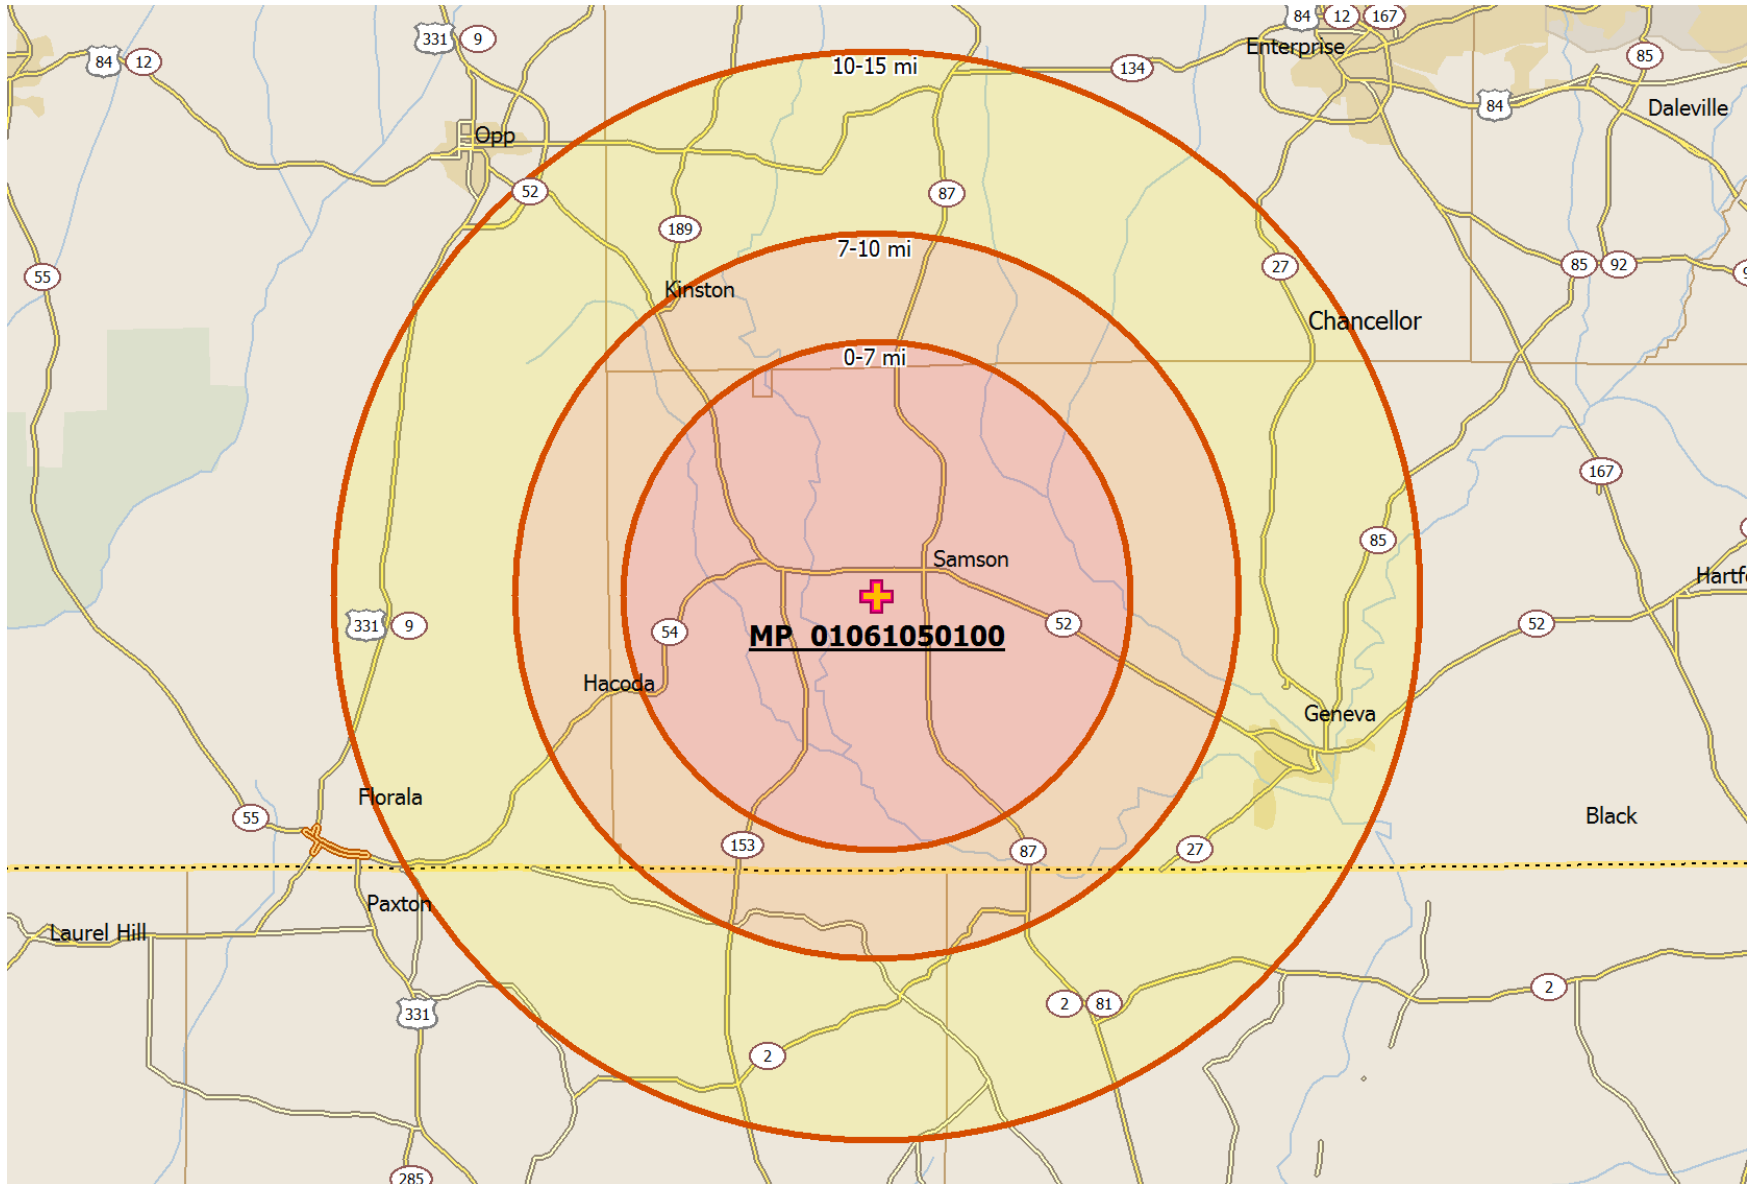 84
12
167
331
9
Enterprise
85
84
12
10-15 mi
134
84
Daleville
Opp
52
87
189
7-10 mi
55
27
85
92
Kinston
Chancellor
0-7 mi
167
85
Samson
Hartfo
331
9
54
MP 01061050100
52
52
Hacoda
Geneva
Florala
55
Black
153
87
27
Paxton
Laurel Hill
331
2
81
2
2
285